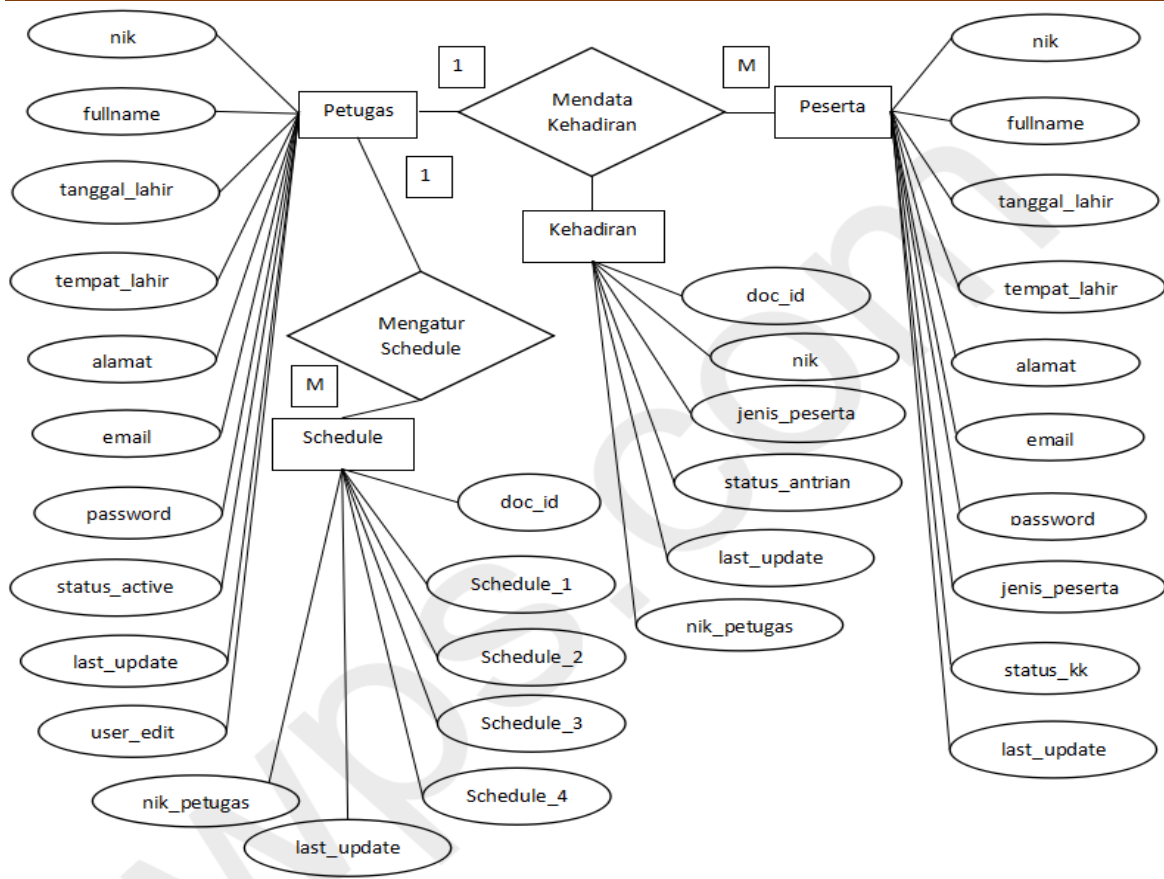 nik
fullname
tanggal_lahir
tempat_lahir
alamat
email
password
status_active
last_update
user_edit
Petugas
1
Mendata
Kehadiran
M
Peserta
1
Mengatur
Schedule
M
Schedule
doc_id
Schedule_1
Schedule_2
Schedule_3
Schedule_4
last_update
nik_petugas
Kehadiran
doc_id
nik
jenis_peserta
status_antrian
last_update
nik_petugas
nik
fullname
tanggal_lahir
tempat_lahir
alamat
email
password
jenis_peserta
status_kk
last_update
wps.com